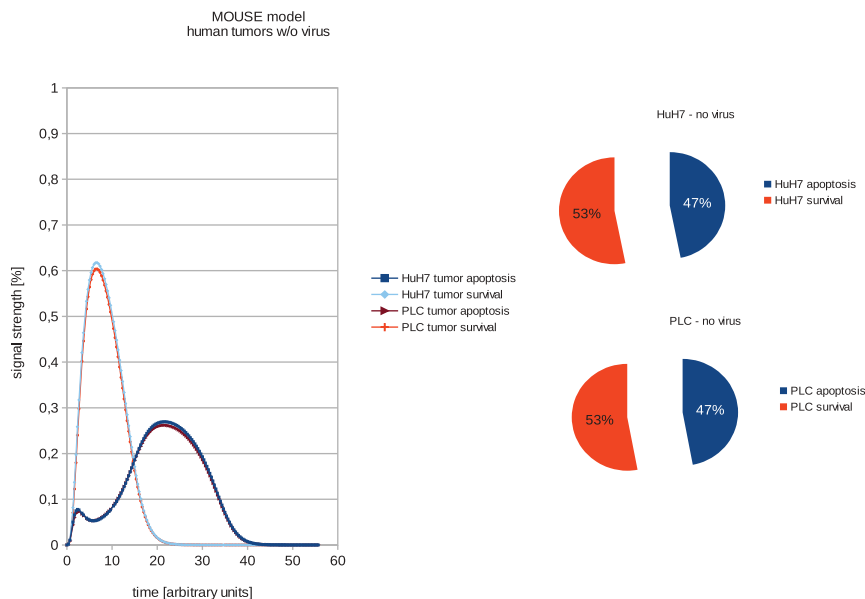 MOUSE model
human tumors w/o virus
1
0,9
0,8
0,7
0,6
0,5
0,4
0,3
0,2
0,1
0
0 10 20 30 40 50 60
signal strength [%]
time [arbitrary units]
HuH7 tumor apoptosis
HuH7 tumor survival
PLC tumor apoptosis
PLC tumor survival
HuH7 - no virus
53%
47%
HuH7 apoptosis
HuH7 survival
PLC - no virus
53%
47%
PLC apoptosis
PLC survival